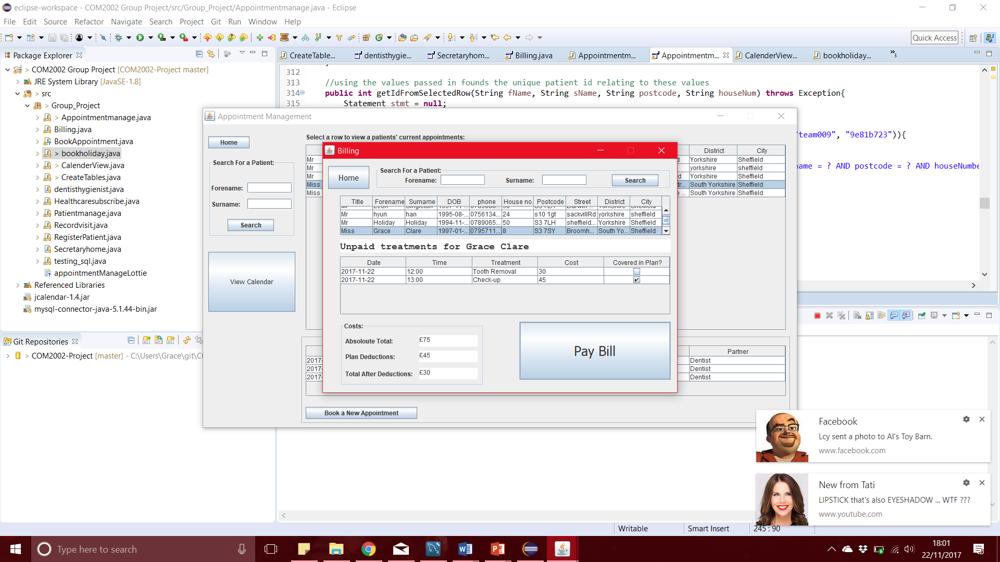 eclipse-workspace - COM2002 Group Project/src/Group_Project/Appointmentmanage.java - Eclipse
File Edit Source Refactor Navigate Search Project Git Run Window Help
Quick Access
Package Explorer
CreateTable... dentisthygie... Secretaryhom... Billing.java Appointmentm... Appointmentm... CalenderView... bookholiday... »5
> COM2002 Group Project [COM2002-Project master]
JRE System Library [JavaSE-1.8]
> src
> Group_Project
> Appointmentmanage.java
Billing.java
BookAppointment.java
> bookholiday.java
> CalenderView.java
> CreateTables.java
dentisthygienist.java
Healthcaresubscribe.java
Patientmanage.java
Recordvisit.java
RegisterPatient.java
Secretaryhome.java
testing_sql.java
appointmentManageLottie
Referenced Libraries
jcalendar-1.4.jar
mysql-connector-java-5.1.44-bin.jar
Git Repositories
> COM2002-Project [master] - C:\Users\Grace\git\CO
312
313 //using the values passed in founds the unique patient id relating to these values
314 public int getIdFromSelectedRow(String fName, String sName, String postcode, String houseNum) throws Exception{
315 Statement stmt = null;
"team009", "9e81b723")){
name = ? AND postcode = ? AND houseNumbe
Appointment Management
Home
Search For a Patient:
Forename:
Surname:
Search
View Calendar
Select a row to view a patients' current appointments:
District City
Mr Yorkshire Sheffield
Mr yorkshire sheffield
Mr Yorkshire Sheffield
Miss South Yorkshire Sheffield
Miss South Yorkshire Sheffield
Partner
2017- Dentist
2017- Dentist
2017- Dentist
Book a New Appointment
Billing
Home
Search For a Patient:
Forename: Surname: Search
Title Forename Surname DOB phone House no. Postcode Street District City
Mr hyun han 1995-08-... 0756134... 24 s10 1gt sackvillRd yorkshire sheffield
Mr Holiday Holiday 1994-11-... 0789065... 50 S3 7LH sheffield... Yorkshire Sheffield
Miss Grace Clare 1997-01-... 0795711... 8 S3 7SY Broomh... South Yo... Sheffield
Unpaid treatments for Grace Clare
Date Time Treatment Cost Covered in Plan?
2017-11-22 12:00 Tooth Removal 30
2017-11-22 13:00 Check-up 45
Costs:
Absoloute Total: £75
Plan Deductions: £45
Total After Deductions: £30
Pay Bill
Facebook
Lcy sent a photo to Al's Toy Barn.
www.facebook.com
New from Tati
LIPSTICK that's also EYESHADOW ... WTF ???
www.youtube.com
Writable Smart Insert 245 : 90
Type here to search
18:01
22/11/2017